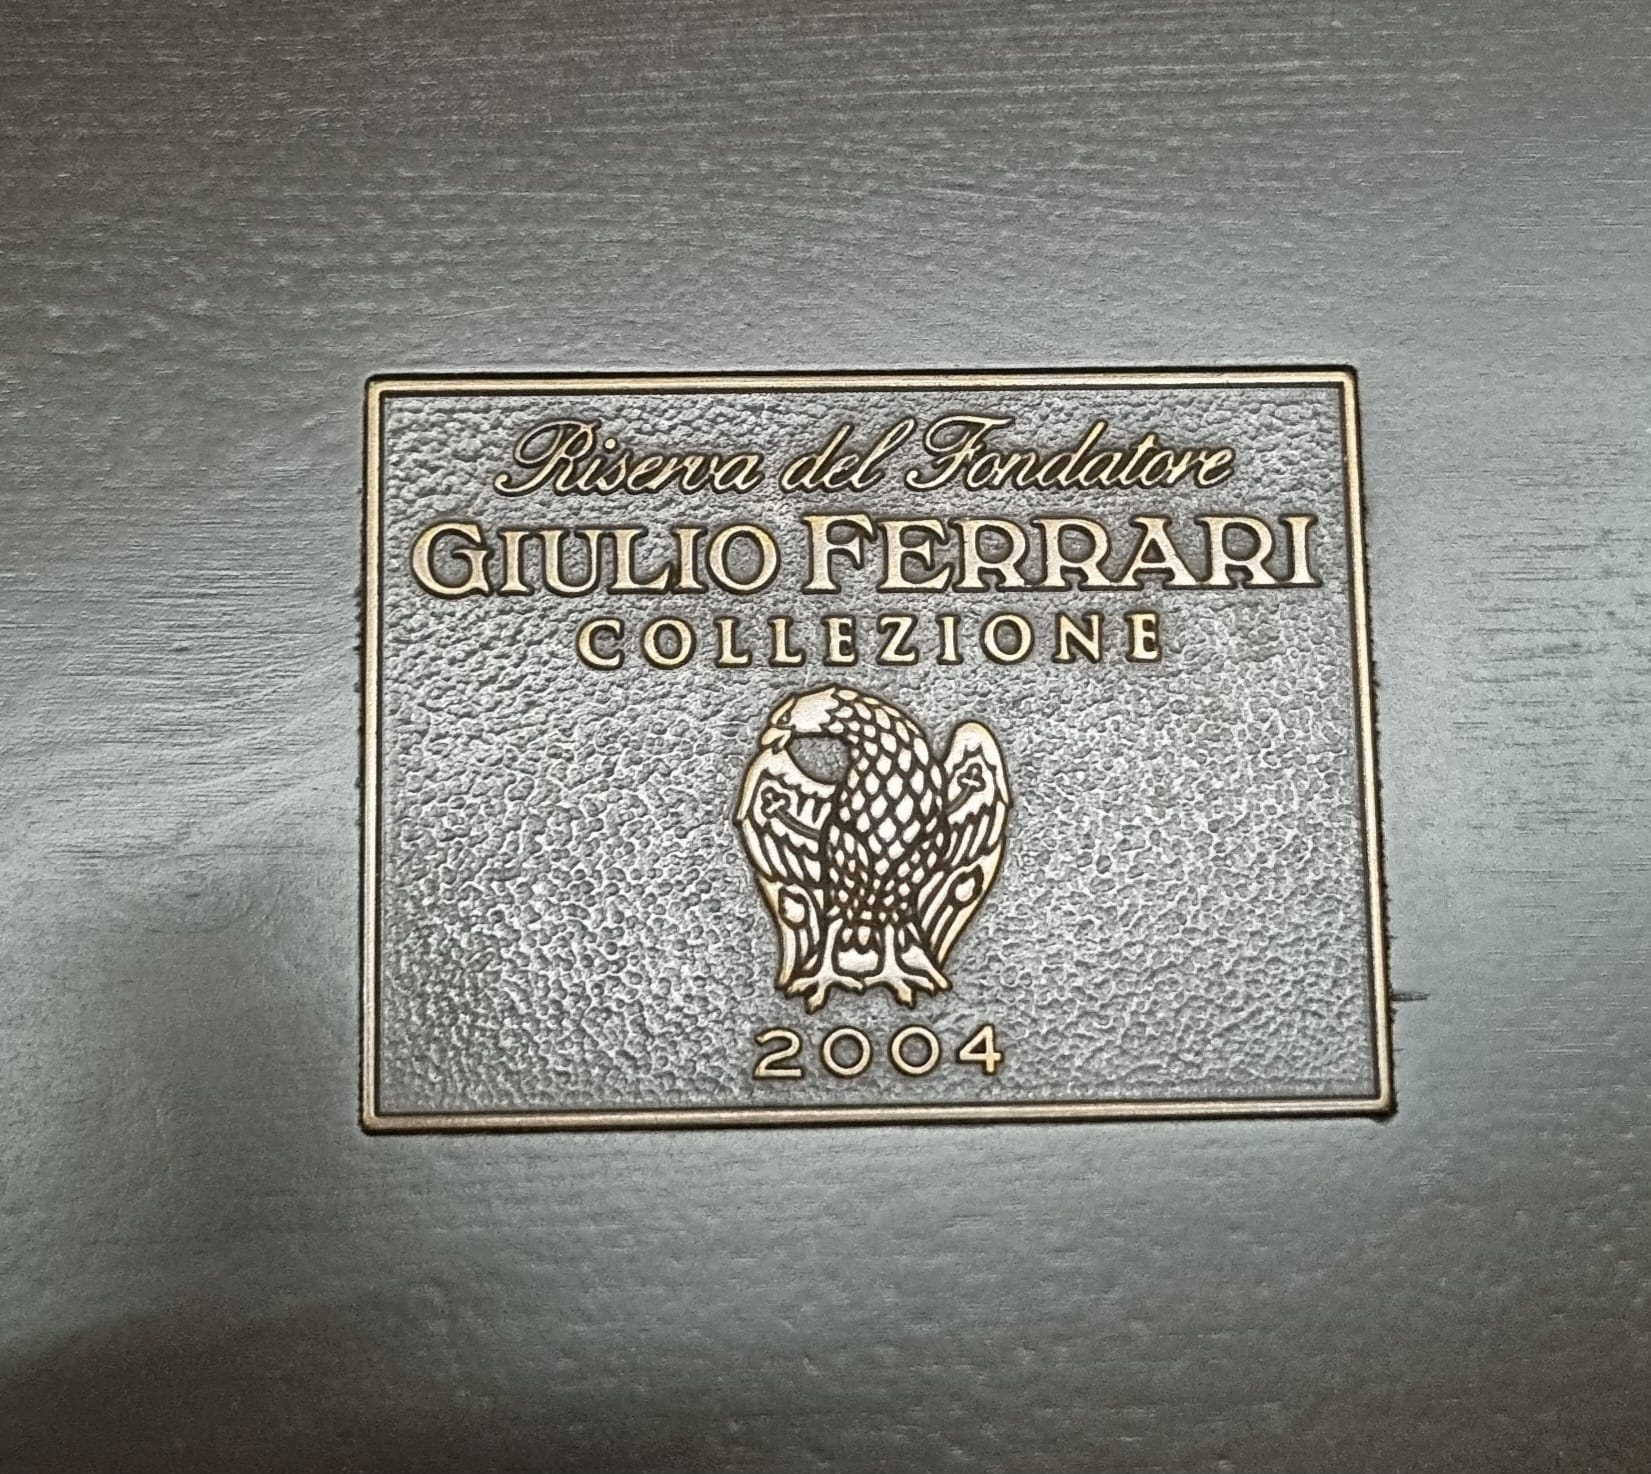 Riserva del Fondatore
GIULIO FERRARI
COLLEZIONE
2004